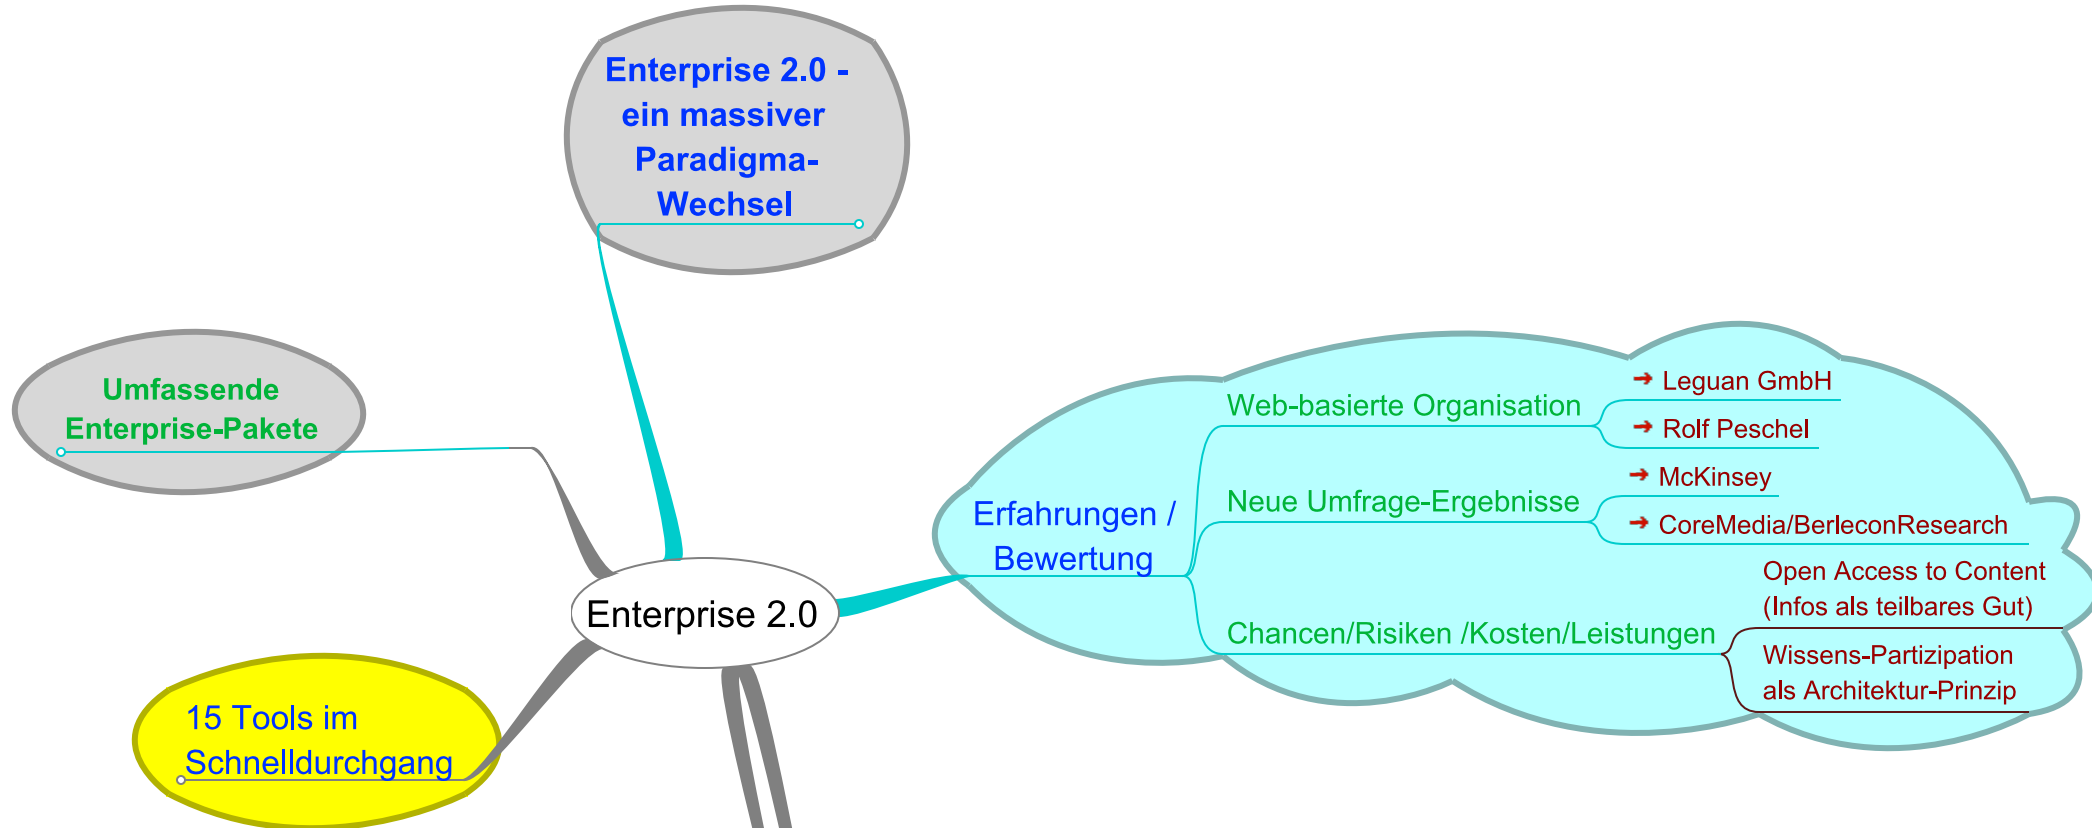 Enterprise 2.0 -
ein massiver
Paradigma-
Wechsel
Umfassende
Enterprise-Pakete
Enterprise 2.0
15 Tools im
Schnelldurchgang
Erfahrungen /
Bewertung
Web-basierte Organisation
Leguan GmbH
Rolf Peschel
Neue Umfrage-Ergebnisse
McKinsey
CoreMedia/BerleconResearch
Chancen/Risiken /Kosten/Leistungen
Open Access to Content
(Infos als teilbares Gut)
Wissens-Partizipation
als Architektur-Prinzip